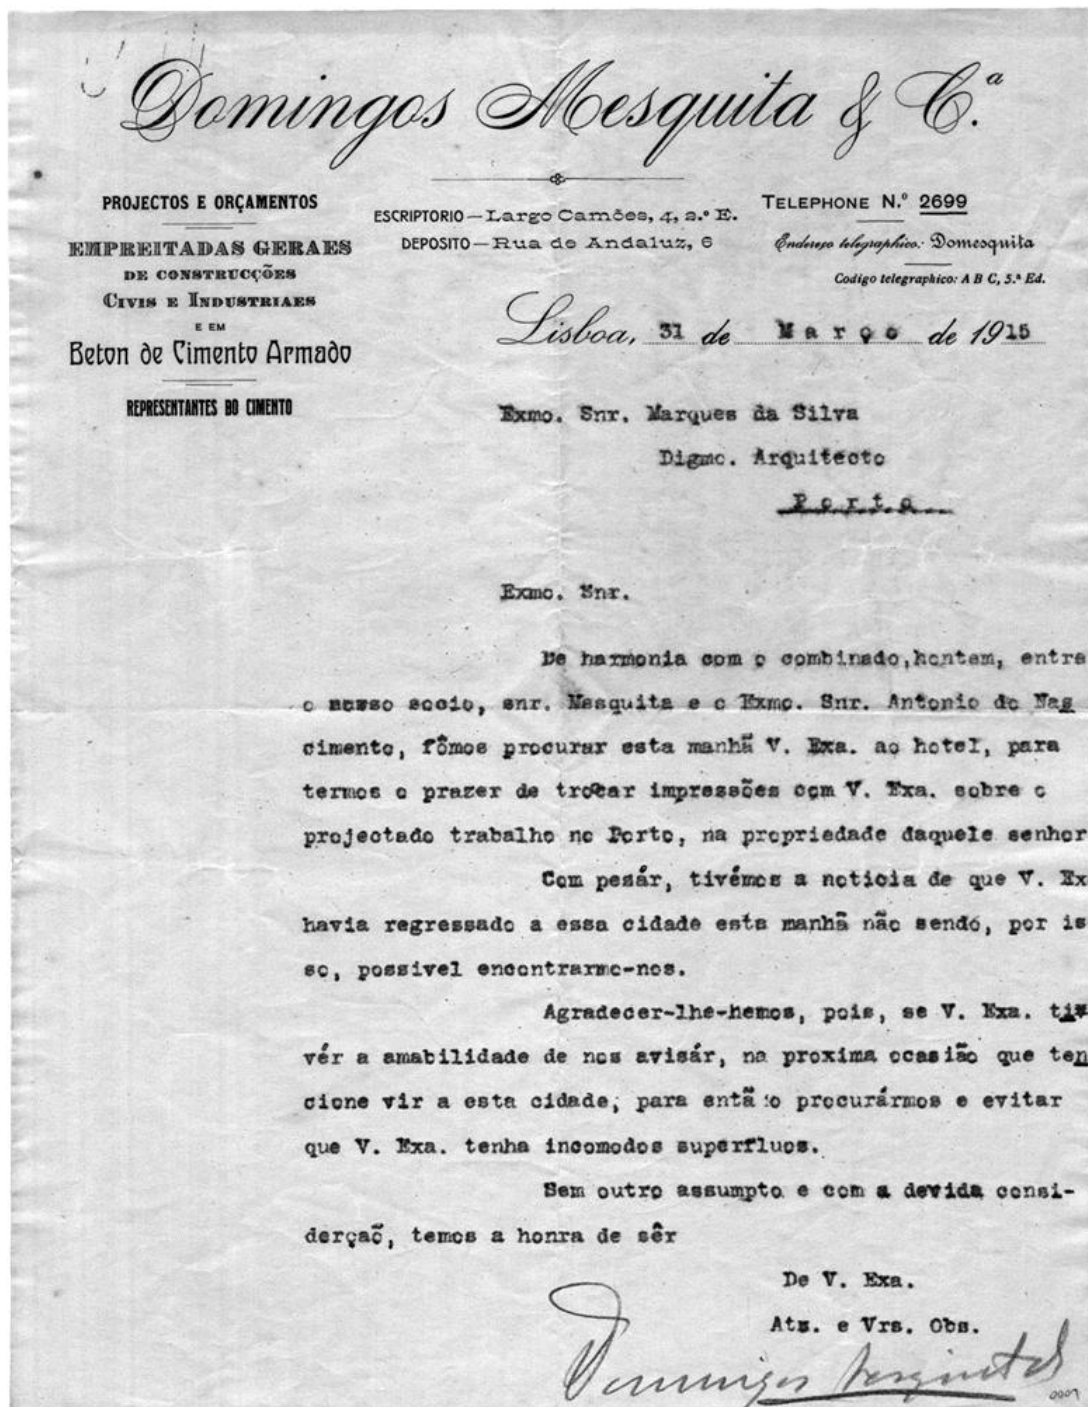 Domingos Mesquita & C.ª
PROJECTOS E ORÇAMENTOS
EMPREITADAS GERAES
DE CONSTRUCÇÕES
CIVIS E INDUSTRIAES
E EM
Beton de Cimento Armado
REPRESENTANTES DO CIMENTO
ESCRIPTORIO—Largo Camões, 4, 2.º E.
DEPOSITO—Rua de Andaluz, 6
TELEPHONE N.º 2699
Endereço telegraphico: Domesquita
Codigo telegraphico: A B C, 5.ª Ed.
Lisboa, 31 de Março de 1915
Exmo. Snr. Marques da Silva
Digmo. Arquitecto
Porto
Exmo. Snr.
De harmonia com o combinado,hontem, entre
o nosso socio, snr. Mesquita e o Exmo. Snr. Antonio do Nas
cimento, fômos procurar esta manhã V. Exa. ao hotel, para
termos o prazer de trocar impressões com V. Exa. sobre o
projectado trabalho no Porto, na propriedade daquele senhor
Com pesár, tivémos a noticia de que V. Ex
havia regressado a essa cidade esta manhã não sendo, por is
so, possivel encontrarmo-nos.
Agradecer-lhe-hemos, pois, se V. Exa. ti
vér a amabilidade de nos avisár, na proxima ocasião que ten
cione vir a esta cidade, para então o procurármos e evitar
que V. Exa. tenha incomodos superfluos.
Sem outro assumpto e com a devida consi-
derçaõ, temos a honra de sêr
De V. Exa.
Ats. e Vrs. Obs.
Domingos Mesquita &
0007